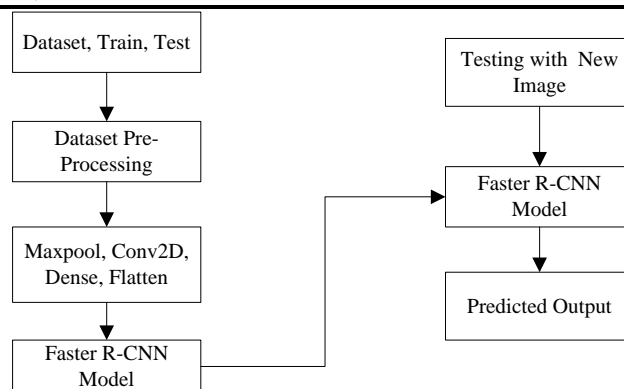 Dataset, Train, Test
Dataset Pre-
Processing
Maxpool, Conv2D,
Dense, Flatten
Faster R-CNN
Model
Testing with New
Image
Faster R-CNN
Model
Predicted Output